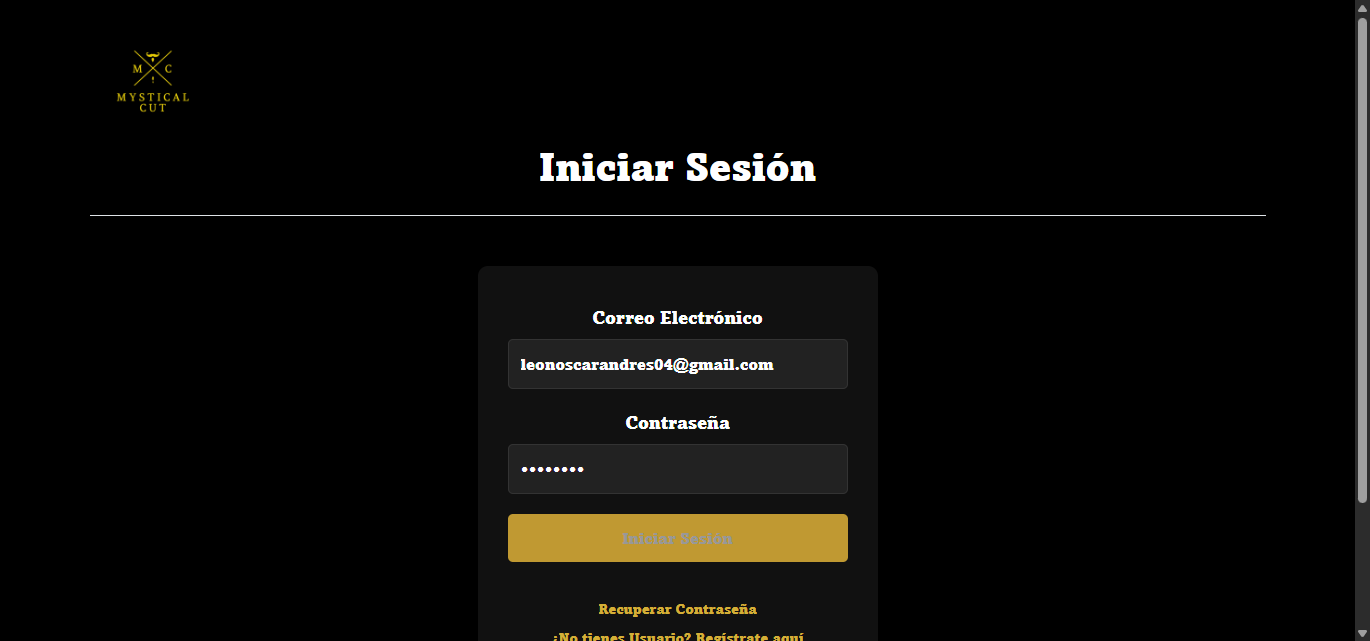 M C
MYSTICAL
CUT
Iniciar Sesión
Correo Electrónico
leonoscarandres04@gmail.com
Contraseña
••••••••
Iniciar Sesión
Recuperar Contraseña
¿No tienes Usuario? Regístrate aquí